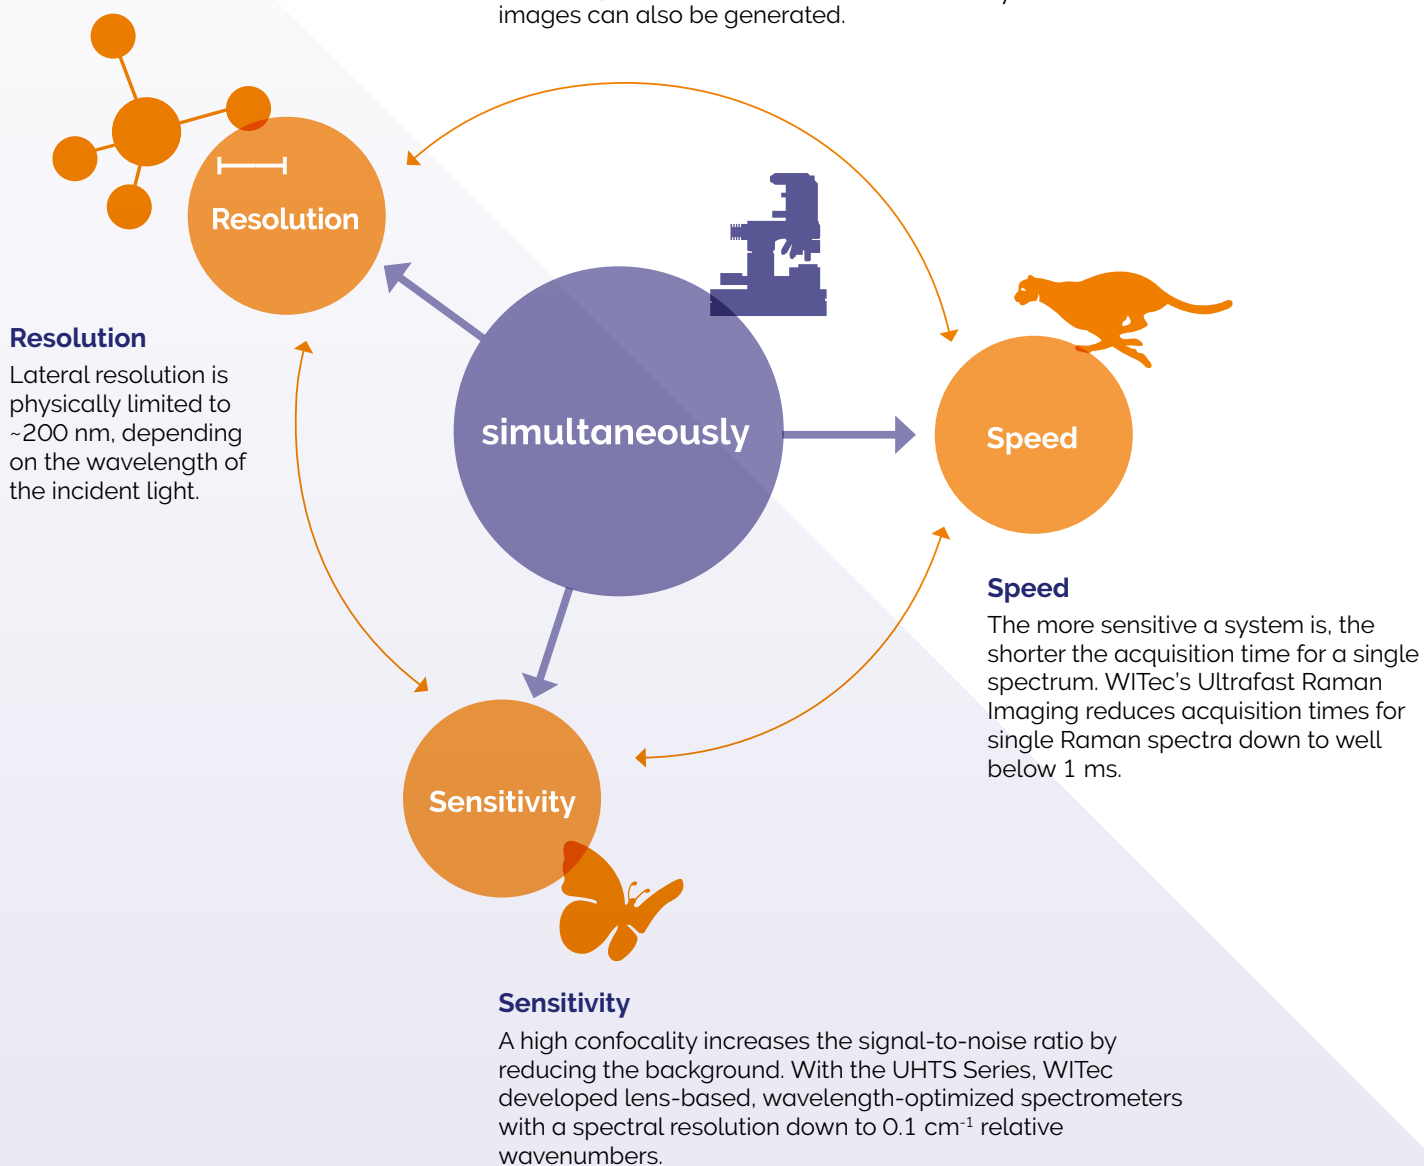 images can also be generated.
Resolution
simultaneously
Speed
Resolution
Lateral resolution is
physically limited to
~200 nm, depending
on the wavelength of
the incident light.
Speed
The more sensitive a system is, the
shorter the acquisition time for a single
spectrum. WITec’s Ultrafast Raman
Imaging reduces acquisition times for
single Raman spectra down to well
below 1 ms.
Sensitivity
Sensitivity
A high confocality increases the signal-to-noise ratio by
reducing the background. With the UHTS Series, WITec
developed lens-based, wavelength-optimized spectrometers
with a spectral resolution down to 0.1 cm⁻¹ relative
wavenumbers.